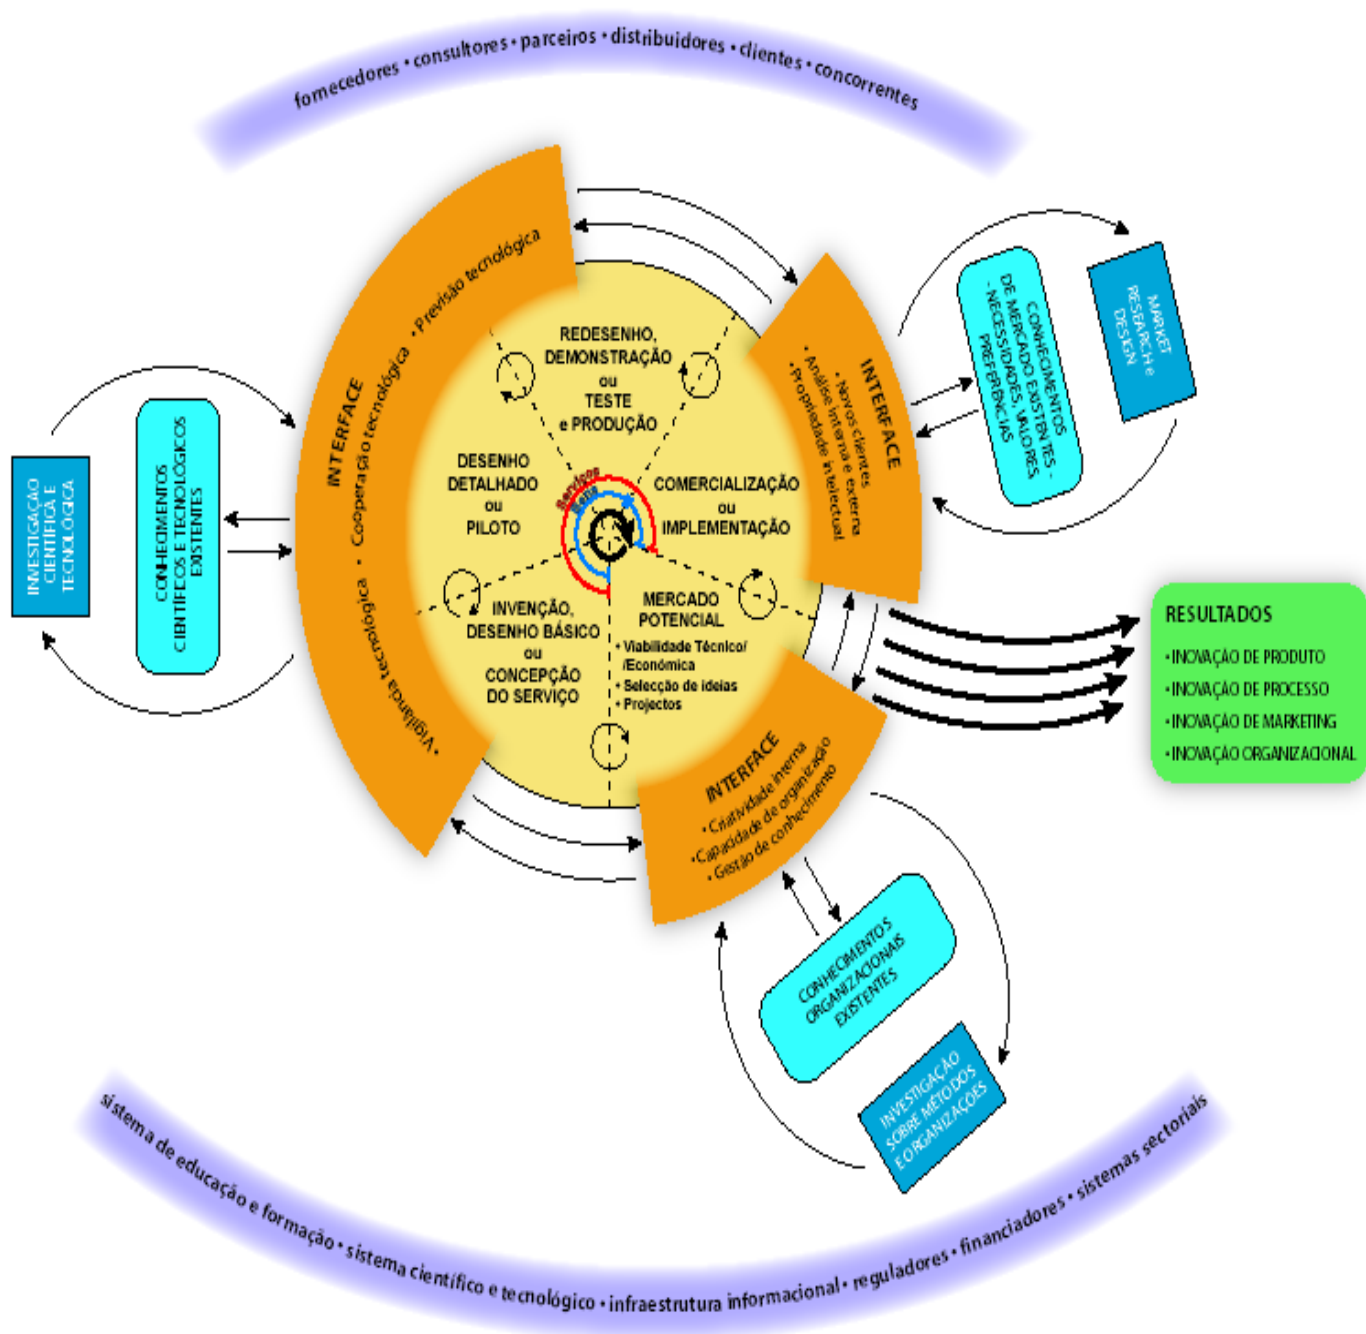 fornecedores • consultores • parceiros • distribuidores • clientes • concorrentes
INTERFACE
• Vigilância tecnológica • Cooperação tecnológica • Previsão tecnológica
INVESTIGAÇÃO
CIENTÍFICA E
TECNOLÓGICA
CONHECIMENTOS
CIENTÍFICOS E TECNOLÓGICOS
EXISTENTES
REDESENHO,
DEMONSTRAÇÃO
ou
TESTE
e PRODUÇÃO
DESENHO
DETALHADO
ou
PILOTO
Serviços
Bens
COMERCIALIZAÇÃO
ou
IMPLEMENTAÇÃO
INVENÇÃO,
DESENHO BÁSICO
ou
CONCEPÇÃO
DO SERVIÇO
MERCADO
POTENCIAL
• Viabilidade Técnico/
/Económica
• Selecção de ideias
• Projectos
INTERFACE
• Novos clientes
• Análise interna e externa
• Propriedade intelectual
CONHECIMENTOS
DE MERCADO EXISTENTES -
- NECESSIDADES, VALORES,
PREFERÊNCIAS
MARKET
RESEARCH e
DESIGN
RESULTADOS
• INOVAÇÃO DE PRODUTO
• INOVAÇÃO DE PROCESSO
• INOVAÇÃO DE MARKETING
• INOVAÇÃO ORGANIZACIONAL
INTERFACE
• Criatividade interna
• Capacidade de organização
• Gestão de conhecimento
CONHECIMENTOS
ORGANIZACIONAIS
EXISTENTES
INVESTIGAÇÃO
SOBRE MÉTODOS
E ORGANIZAÇÕES
sistema de educação e formação • sistema científico e tecnológico • infraestrutura informacional • reguladores • financiadores • sistemas sectoriais